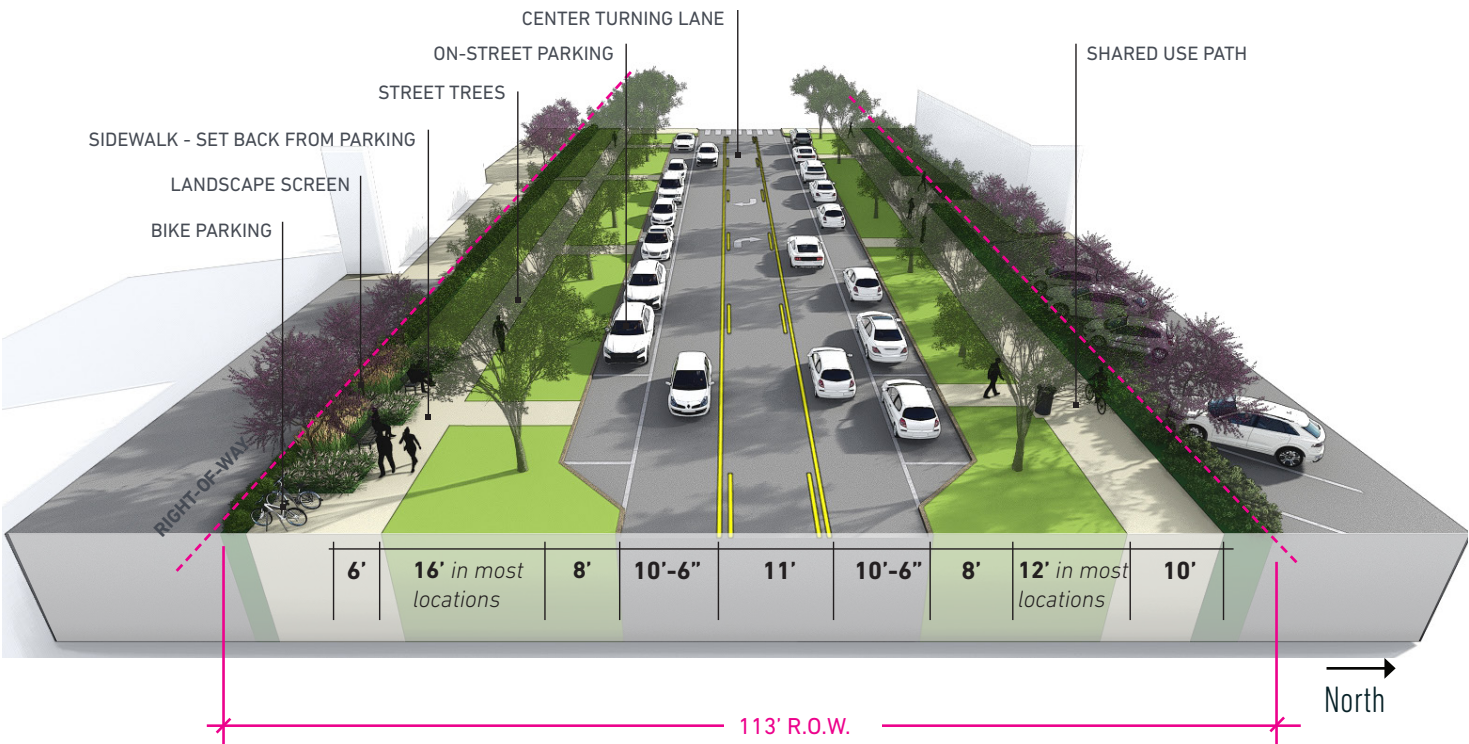 CENTER TURNING LANE
ON-STREET PARKING
SHARED USE PATH
STREET TREES
SIDEWALK - SET BACK FROM PARKING
LANDSCAPE SCREEN
BIKE PARKING
RIGHT-OF-WAY
6’
16’ in most
locations
8’
10’-6”
11’
10’-6”
8’
12’ in most
locations
10’
North
113’ R.O.W.